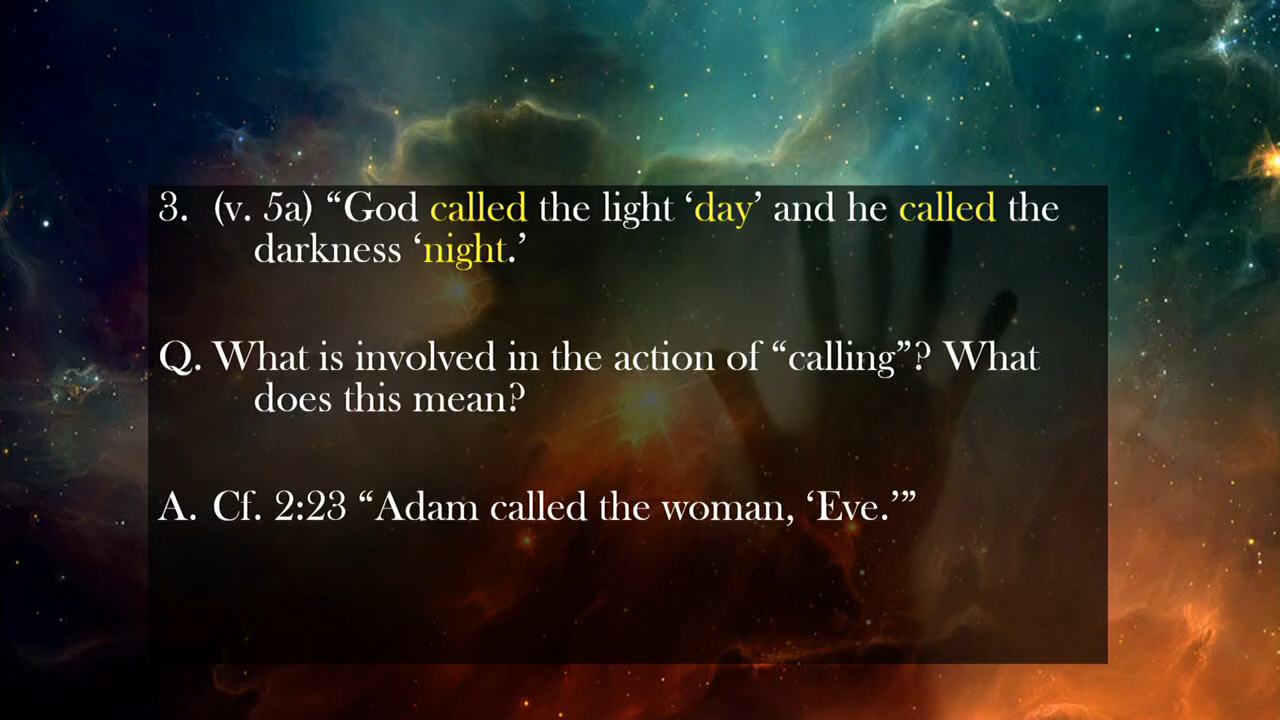 3. (v. 5a) “God called the light ‘day’ and he called the
darkness ‘night.’
Q. What is involved in the action of “calling”? What
does this mean?
A. Cf. 2:23 “Adam called the woman, ‘Eve.’”